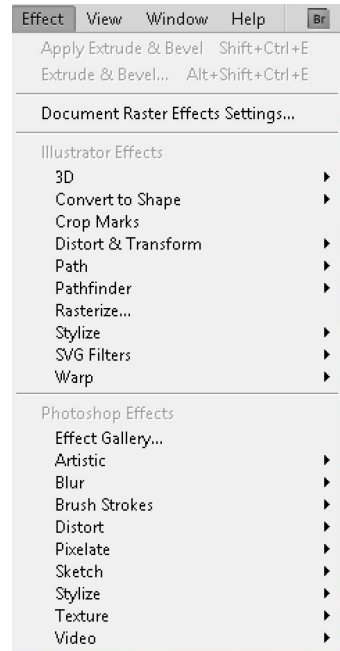 Effect View Window Help Br
Apply Extrude & Bevel Shift+Ctrl+E
Extrude & Bevel... Alt+Shift+Ctrl+E
Document Raster Effects Settings...
Illustrator Effects
3D
Convert to Shape
Crop Marks
Distort & Transform
Path
Pathfinder
Rasterize...
Stylize
SVG Filters
Warp
Photoshop Effects
Effect Gallery...
Artistic
Blur
Brush Strokes
Distort
Pixelate
Sketch
Stylize
Texture
Video